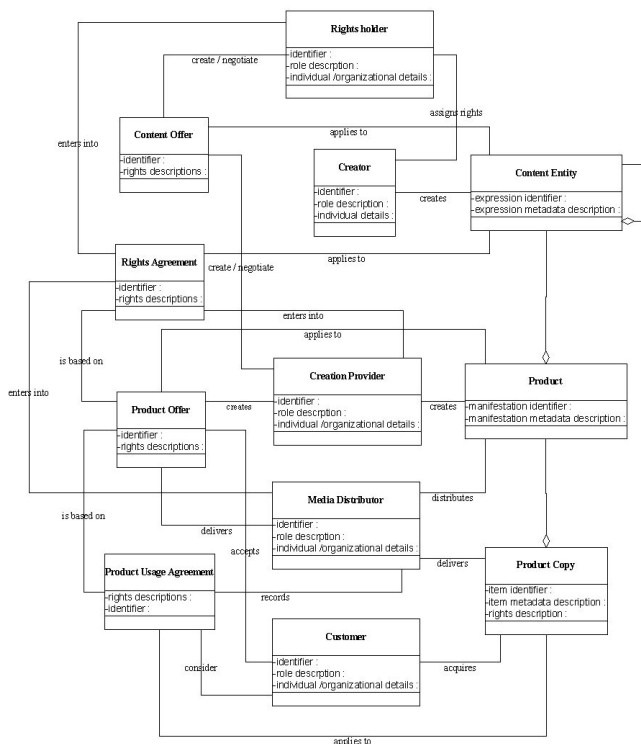 Rights holder
-identifier :
-role descrption :
-individual /organizational details :
create / negotiate
assigns rights
enters into
Content Offer
-identifier :
-rights descriptions :
applies to
Creator
-identifier :
-role description :
-individual details :
creates
Content Entity
-expression identifier :
-expression metadata description :
Rights Agreement
-identifier :
-rights descriptions :
create / negotiate
applies to
enters into
is based on
applies to
enters into
Creation Provider
-identifier :
-role descrption :
-individual /organizational details :
Product
-manifestation identifier :
-manifestation metadata description :
Product Offer
-identifier :
-rights descriptions :
creates
creates
Media Distributor
-identifier :
-role descrption :
-individual /organizational details :
distributes
is based on
delivers
accepts
delivers
Product Usage Agreement
-rights descriptions :
-identifier :
records
Product Copy
-item identifier :
-item metadata description :
-rights description :
Customer
-identifier :
-role descrption :
-individual /organizational details :
consider
acquires
applies to